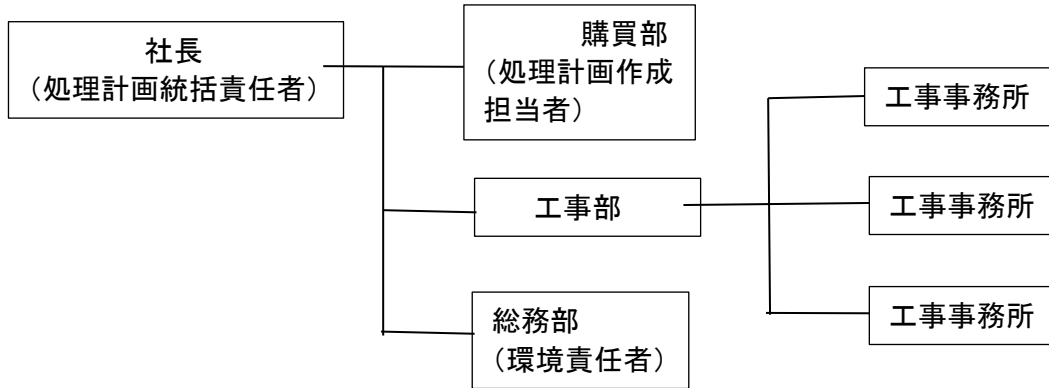 社長
（処理計画統括責任者）
購買部
（処理計画作成
担当者）
工事部
総務部
（環境責任者）
工事事務所
工事事務所
工事事務所